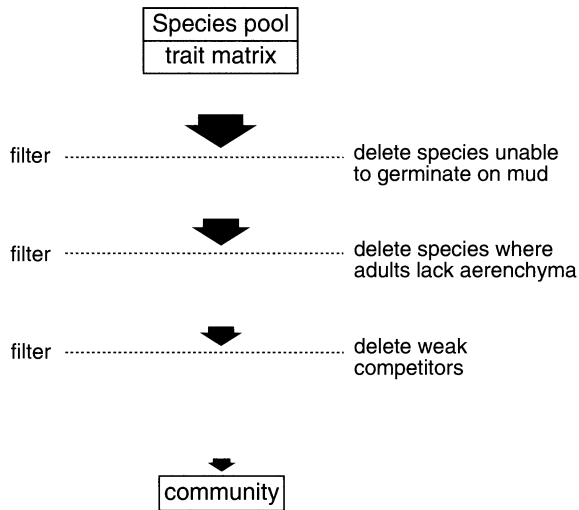 Species pool
trait matrix
filter
delete species unable
to germinate on mud
filter
delete species where
adults lack aerenchyma
filter
delete weak
competitors
community